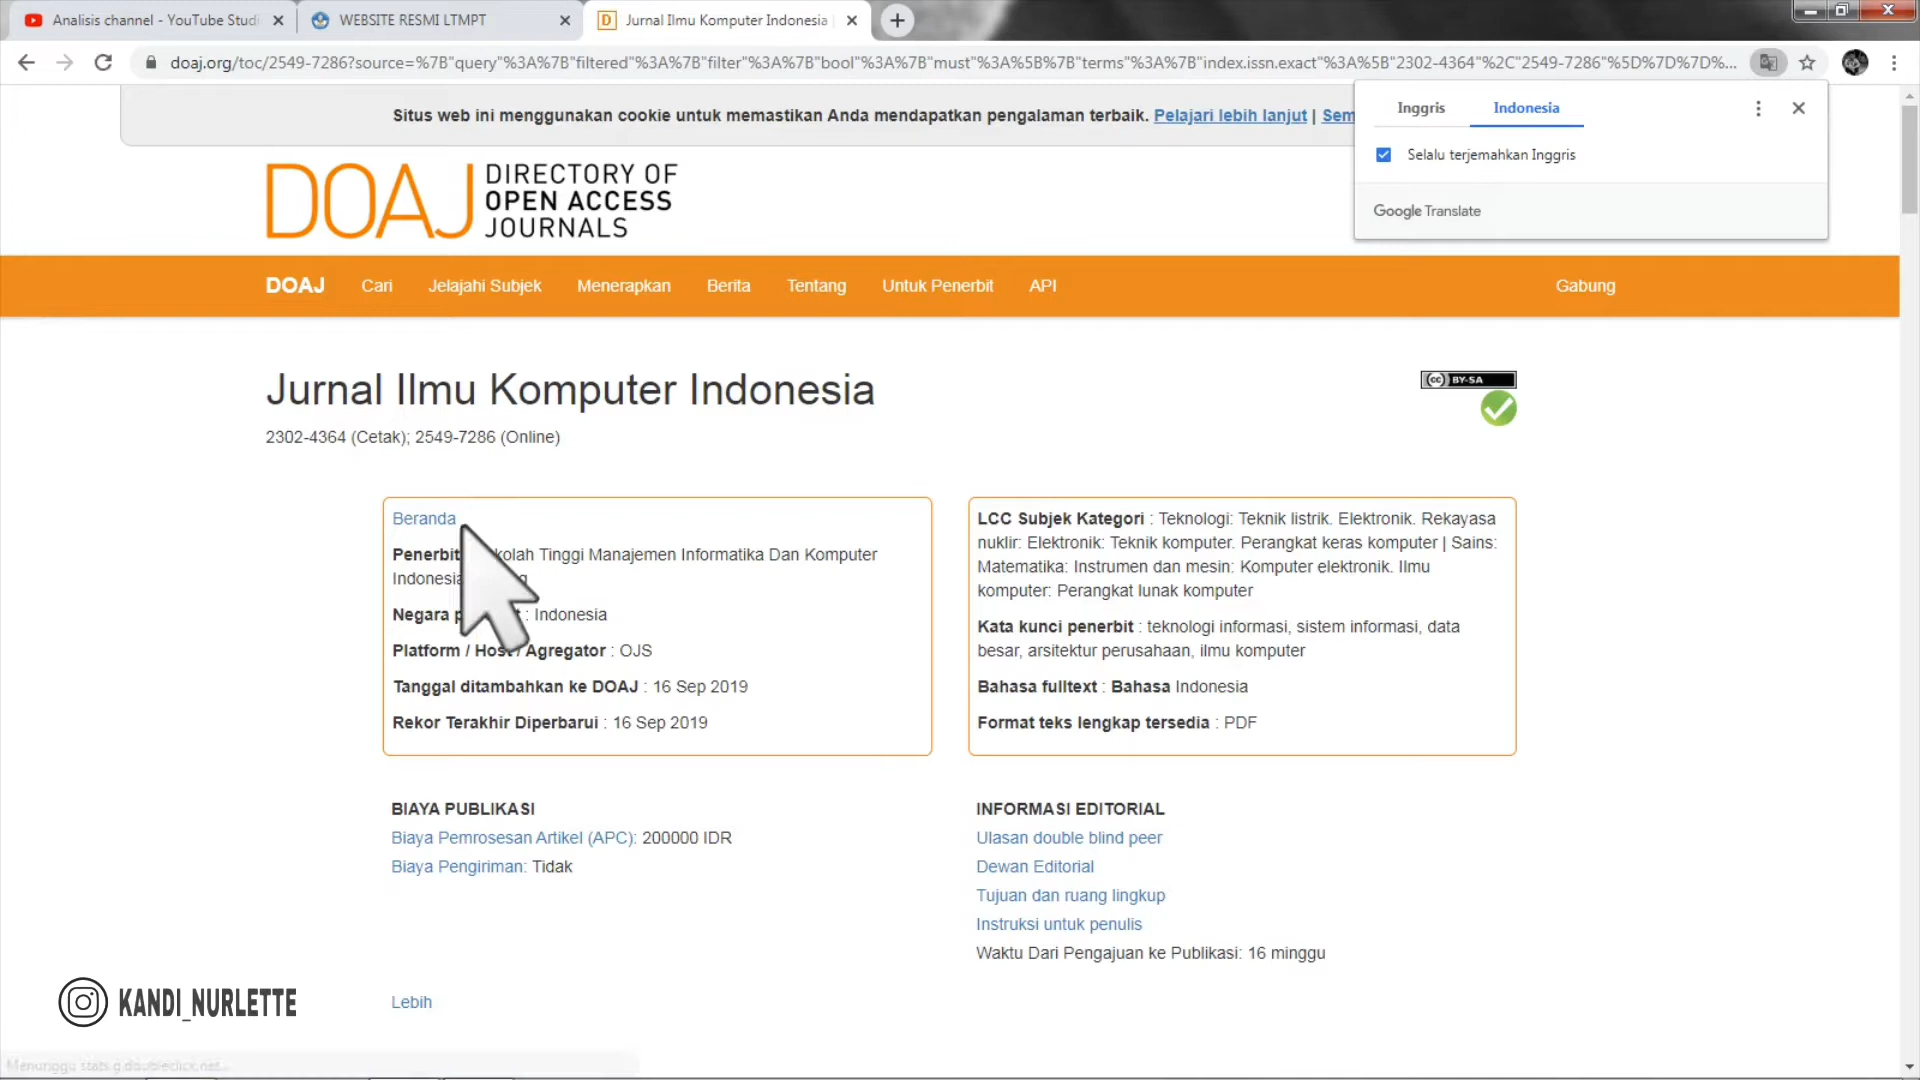 Analisis channel - YouTube Studi
WEBSITE RESMI LTMPT
Jurnal Ilmu Komputer Indonesia
doaj.org/toc/2549-7286?source=%7B"query"%3A%7B"filtered"%3A%7B"filter"%3A%7B"bool"%3A%7B"must"%3A%5B%7B"terms"%3A%7B"index.issn.exact"%3A%5B"2302-4364"%2C"2549-7286"%5D%7D%7D%...
Situs web ini menggunakan cookie untuk memastikan Anda mendapatkan pengalaman terbaik. Pelajari lebih lanjut | Sem
Inggris Indonesia
Selalu terjemahkan Inggris
Google Translate
DOAJ DIRECTORY OF
OPEN ACCESS
JOURNALS
DOAJ Cari Jelajahi Subjek Menerapkan Berita Tentang Untuk Penerbit API Gabung
Jurnal Ilmu Komputer Indonesia
cc BY-SA
2302-4364 (Cetak); 2549-7286 (Online)
Beranda
Penerbit kolah Tinggi Manajemen Informatika Dan Komputer
Indonesia g
Negara p : Indonesia
Platform / Host / Agregator : OJS
Tanggal ditambahkan ke DOAJ : 16 Sep 2019
Rekor Terakhir Diperbarui : 16 Sep 2019
LCC Subjek Kategori : Teknologi: Teknik listrik. Elektronik. Rekayasa
nuklir: Elektronik: Teknik komputer. Perangkat keras komputer | Sains:
Matematika: Instrumen dan mesin: Komputer elektronik. Ilmu
komputer: Perangkat lunak komputer
Kata kunci penerbit : teknologi informasi, sistem informasi, data
besar, arsitektur perusahaan, ilmu komputer
Bahasa fulltext : Bahasa Indonesia
Format teks lengkap tersedia : PDF
BIAYA PUBLIKASI
Biaya Pemrosesan Artikel (APC): 200000 IDR
Biaya Pengiriman: Tidak
INFORMASI EDITORIAL
Ulasan double blind peer
Dewan Editorial
Tujuan dan ruang lingkup
Instruksi untuk penulis
Waktu Dari Pengajuan ke Publikasi: 16 minggu
Lebih
KANDI_NURLETTE
Menunggu stats.g.doubleclick.net...